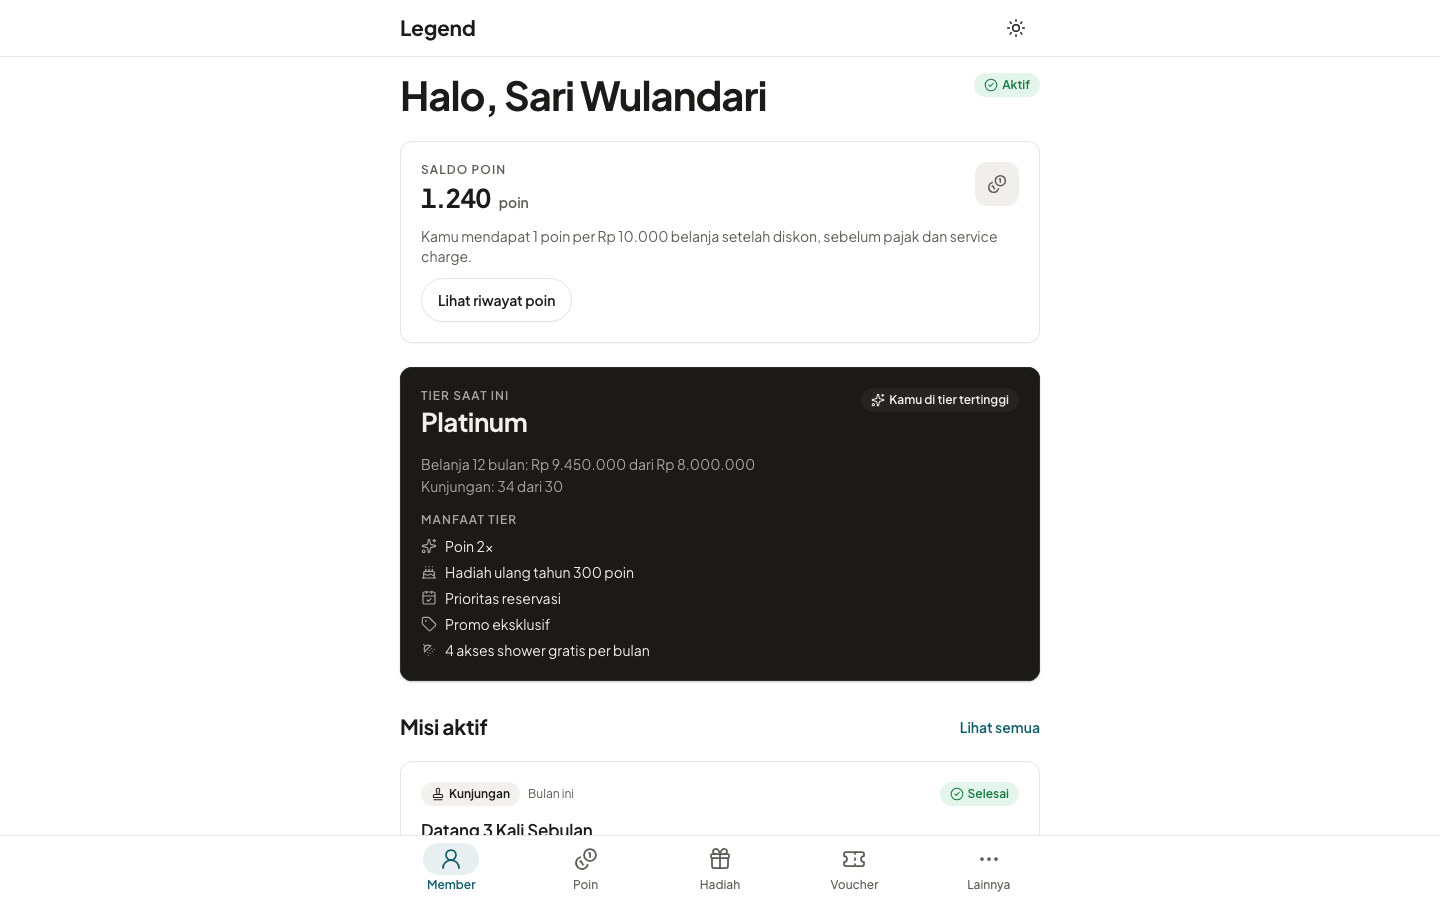 Legend
Halo, Sari Wulandari
Aktif
SALDO POIN
1.240 poin
Kamu mendapat 1 poin per Rp 10.000 belanja setelah diskon, sebelum pajak dan service
charge.
Lihat riwayat poin
TIER SAAT INI
Kamu di tier tertinggi
Platinum
Belanja 12 bulan: Rp 9.450.000 dari Rp 8.000.000
Kunjungan: 34 dari 30
MANFAAT TIER
Poin 2×
Hadiah ulang tahun 300 poin
Prioritas reservasi
Promo eksklusif
4 akses shower gratis per bulan
Misi aktif
Lihat semua
Kunjungan
Bulan ini
Selesai
Datang 3 Kali Sebulan
Member
Poin
Hadiah
Voucher
Lainnya